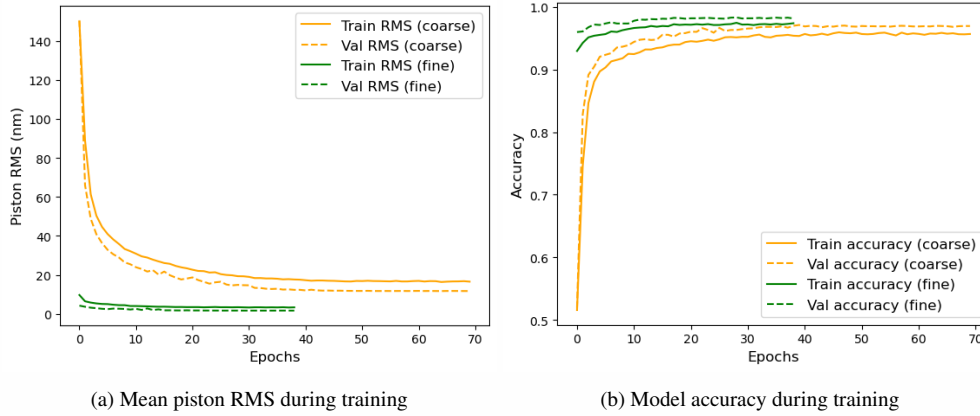 Train RMS (coarse)
Val RMS (coarse)
Train RMS (fine)
Val RMS (fine)
Piston RMS (nm)
140
120
100
80
60
40
20
0
0 10 20 30 40 50 60 70
Epochs
(a) Mean piston RMS during training
1.0
0.9
0.8
0.7
0.6
0.5
Accuracy
Train accuracy (coarse)
Val accuracy (coarse)
Train accuracy (fine)
Val accuracy (fine)
0 10 20 30 40 50 60 70
Epochs
(b) Model accuracy during training